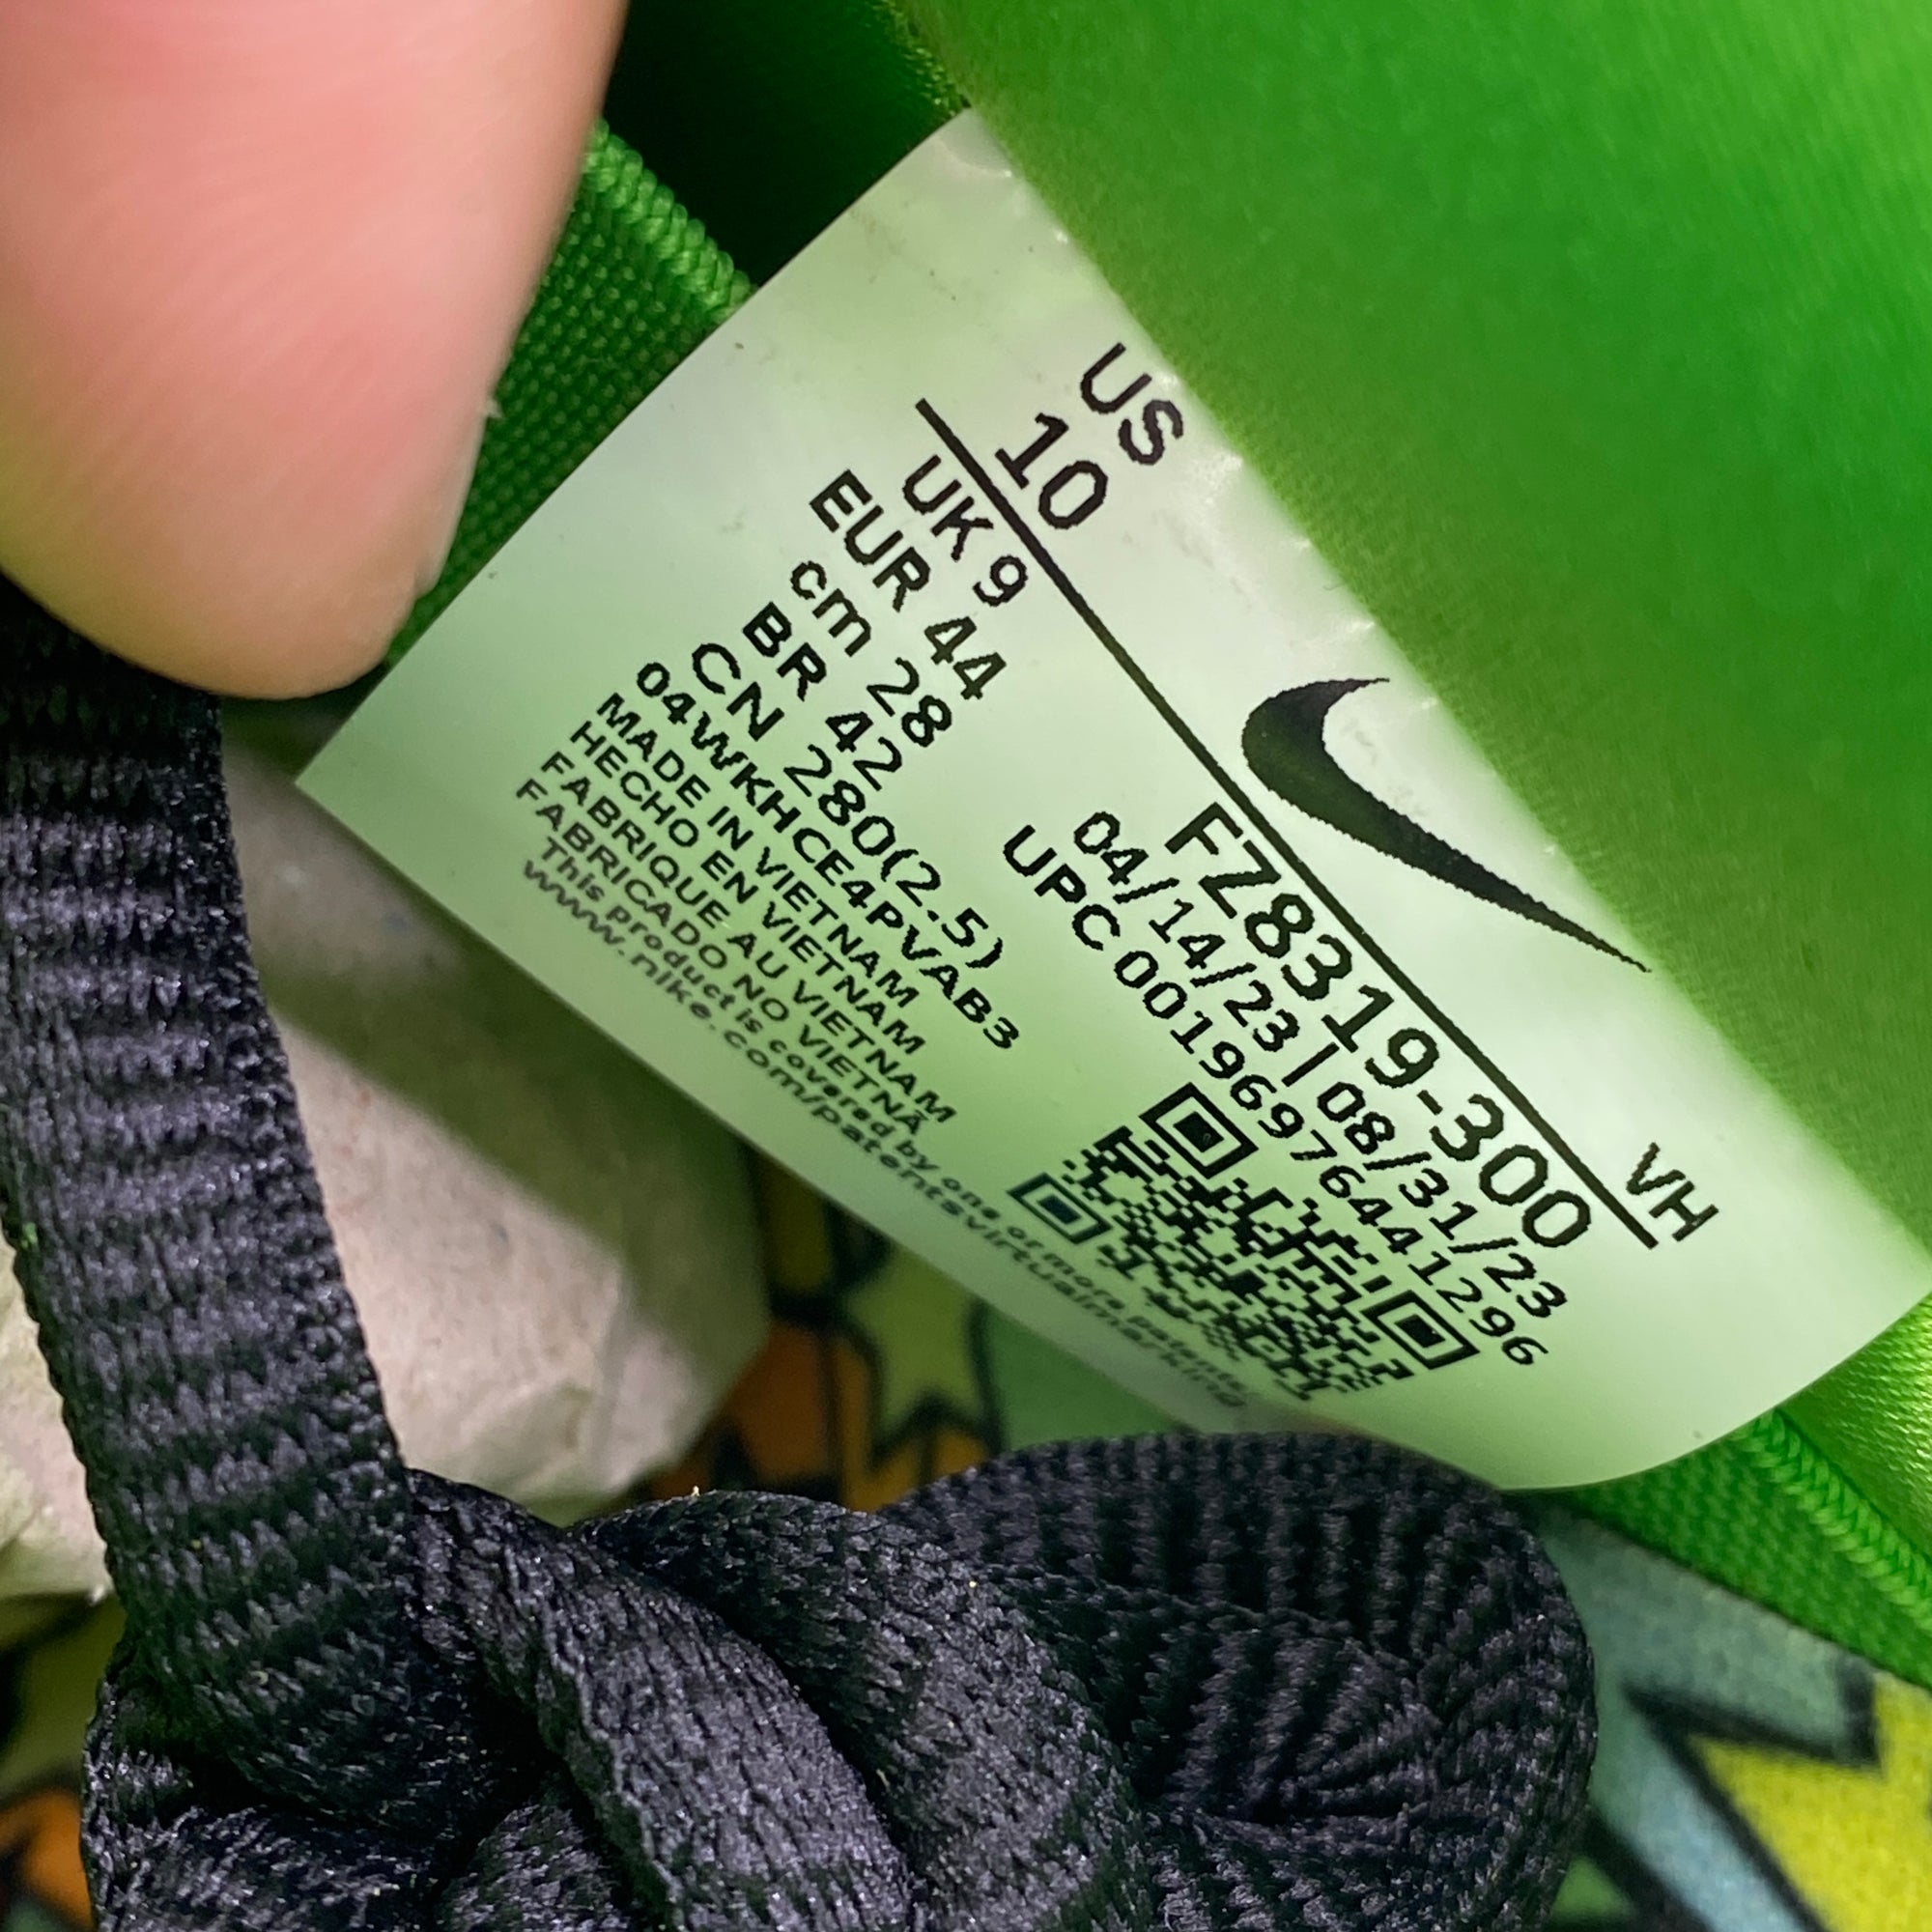 US
10
VH
UK 9
EUR 44
cm 28
BR 42
CN 280(2.5)
04WKHCE4PVAB3
MADE IN VIETNAM
HECHO EN VIETNAM
FABRIQUE AU VIETNAM
FABRICADO NO VIETNÃ
This product is covered by one or more patents.
www.nike.com/patentsvirtualmarking
FZ8319-300
04/14/23 | 08/31/23
UPC 00196976441296